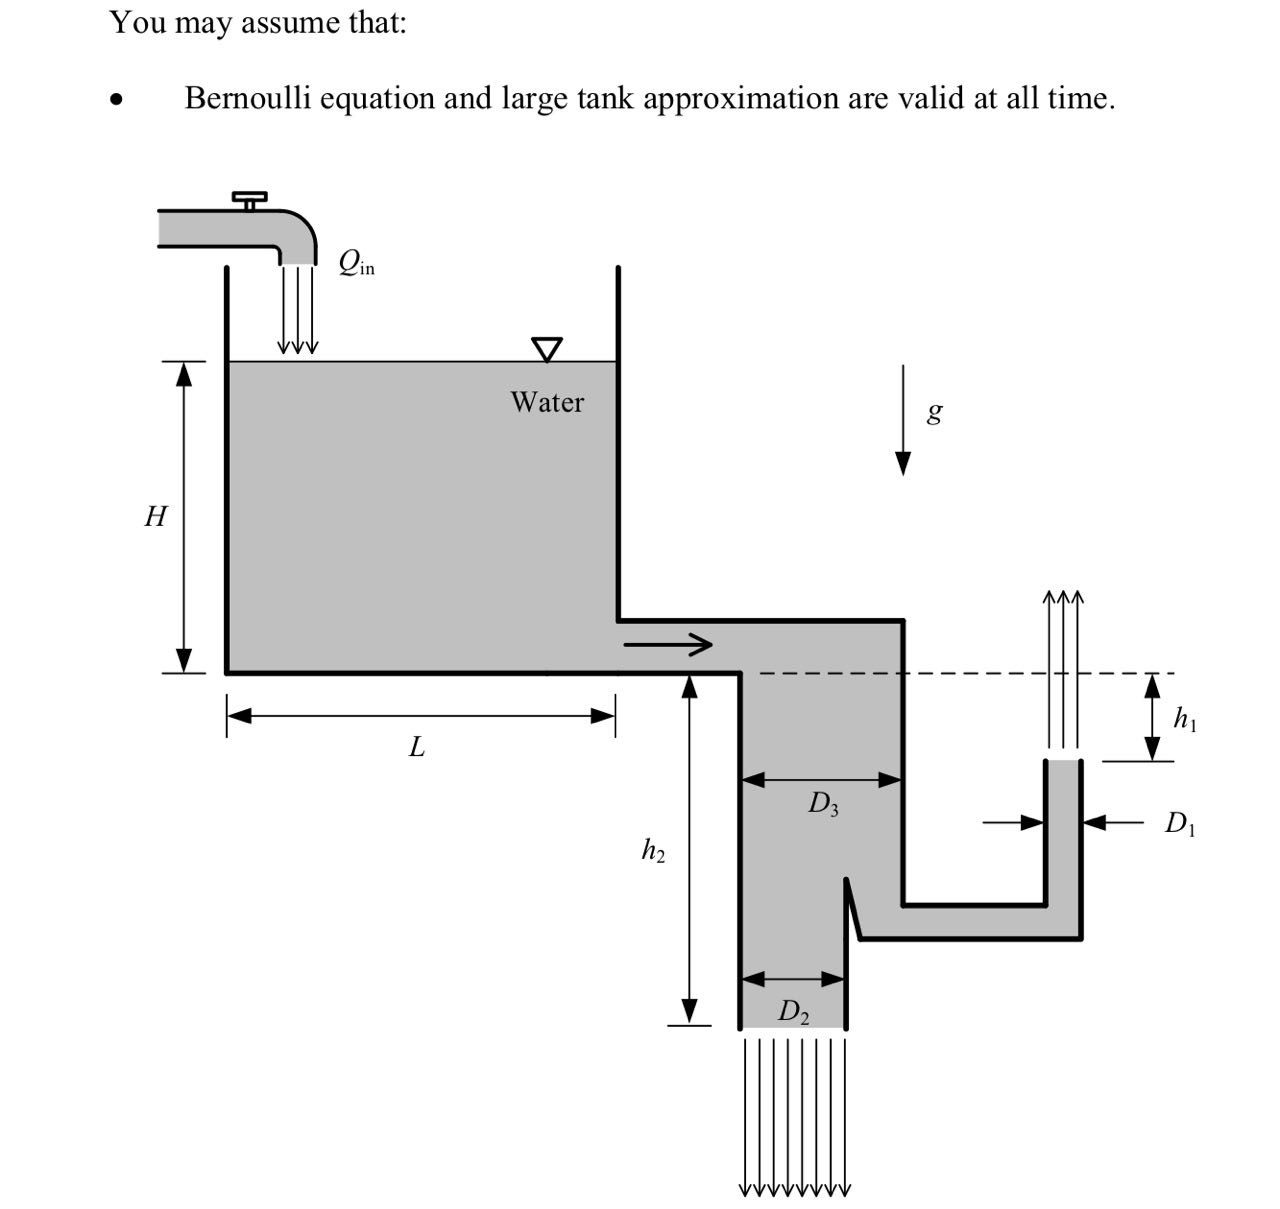 You may assume that:
• Bernoulli equation and large tank approximation are valid at all time.
Qin
Water
g
H
h1
L
D3
D1
h2
D2